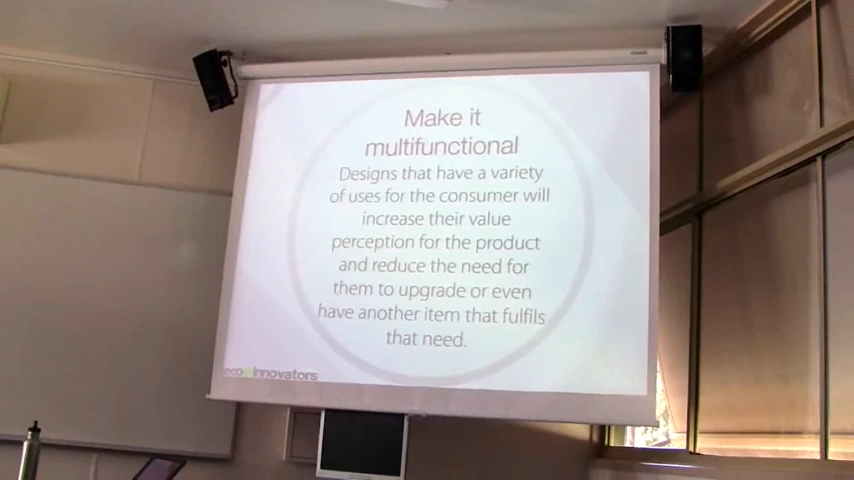 Make it
multifunctional
Designs that have a variety
of uses for the consumer will
increase their value
perception for the product
and reduce the need for
them to upgrade or even
have another item that fulfils
that need.
eco innovators